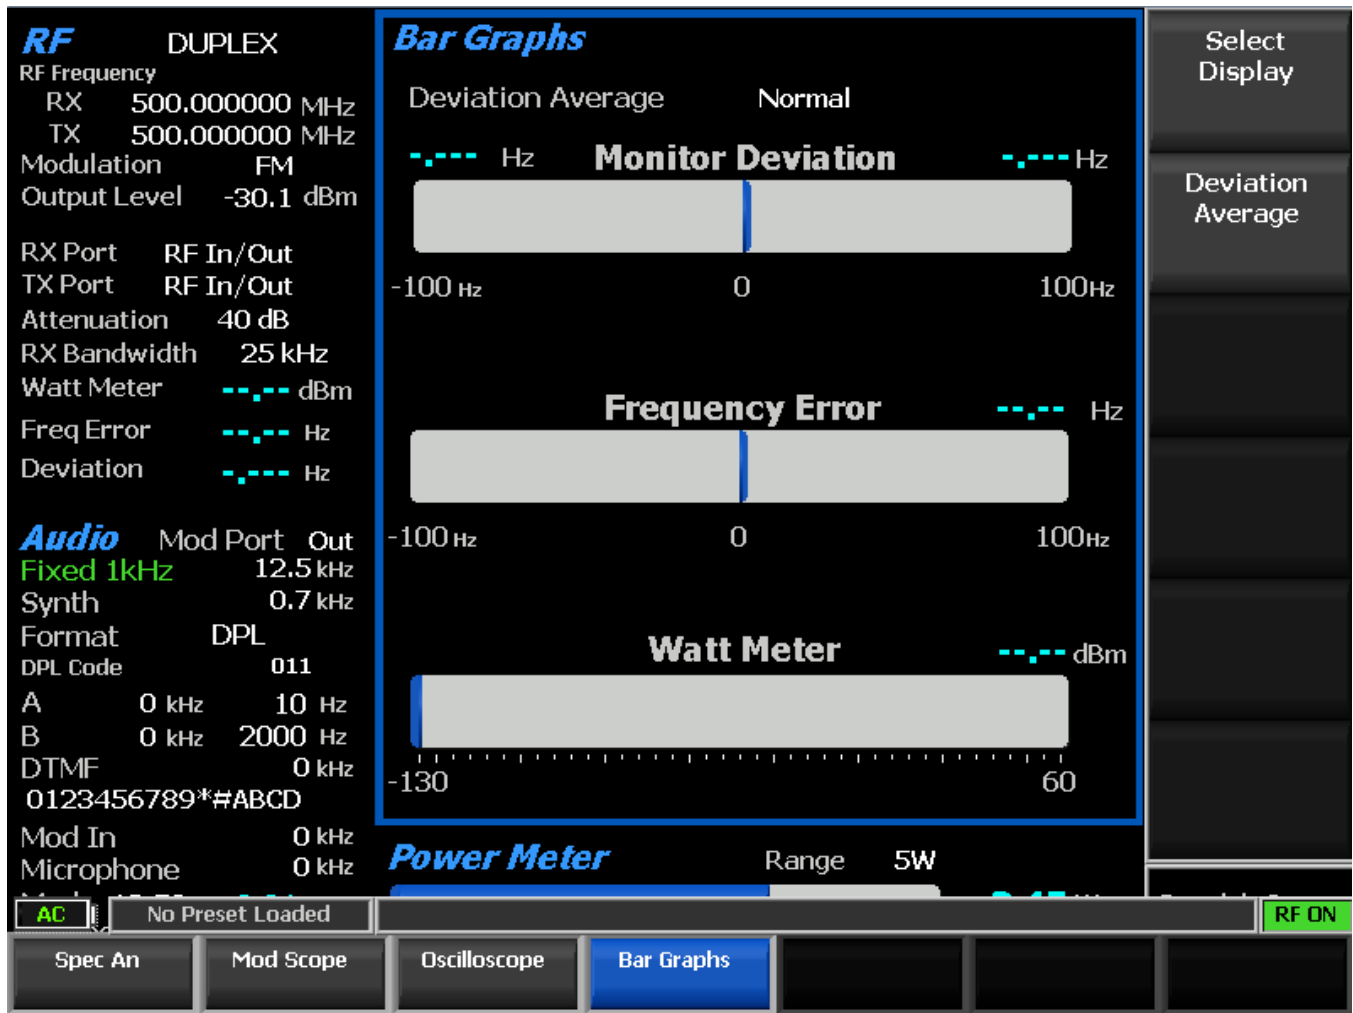 RF DUPLEX
RF Frequency
RX 500.000000 MHz
TX 500.000000 MHz
Modulation FM
Output Level -30.1 dBm
RX Port RF In/Out
TX Port RF In/Out
Attenuation 40 dB
RX Bandwidth 25 kHz
Watt Meter --.-- dBm
Freq Error --.-- Hz
Deviation -.--- Hz
Audio Mod Port Out
Fixed 1kHz 12.5 kHz
Synth 0.7 kHz
Format DPL
DPL Code 011
A 0 kHz 10 Hz
B 0 kHz 2000 Hz
DTMF 0 kHz
0123456789*#ABCD
Mod In 0 kHz
Microphone 0 kHz
Bar Graphs
Deviation Average Normal
-.--- Hz Monitor Deviation -.--- Hz
-100 Hz 0 100Hz
Frequency Error --.-- Hz
-100 Hz 0 100Hz
Watt Meter --.-- dBm
-130 60
Power Meter Range 5W
Select
Display
Deviation
Average
AC No Preset Loaded RF ON
Spec An Mod Scope Oscilloscope Bar Graphs